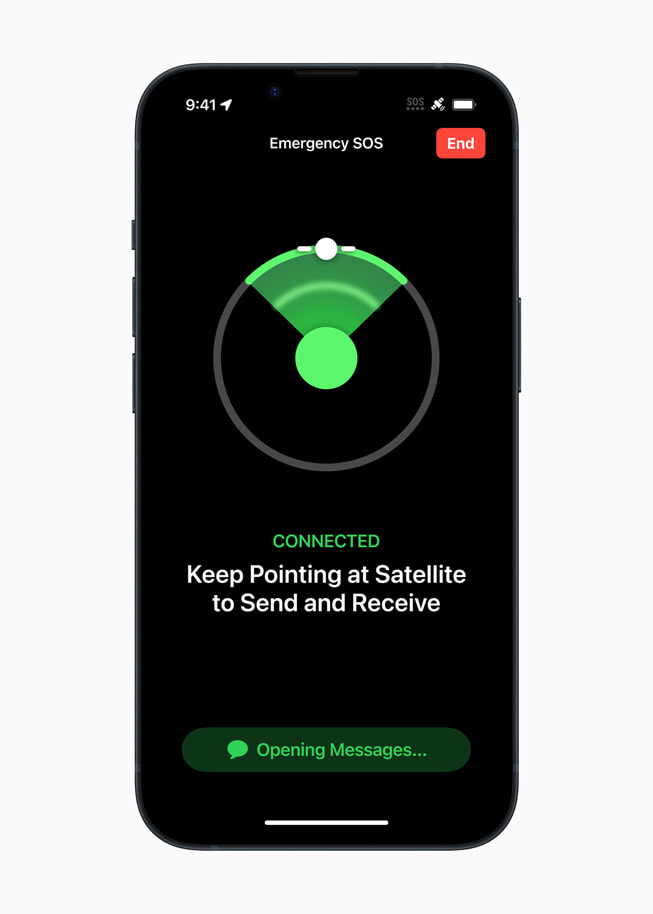 9:41
SOS
Emergency SOS
End
CONNECTED
Keep Pointing at Satellite
to Send and Receive
Opening Messages...